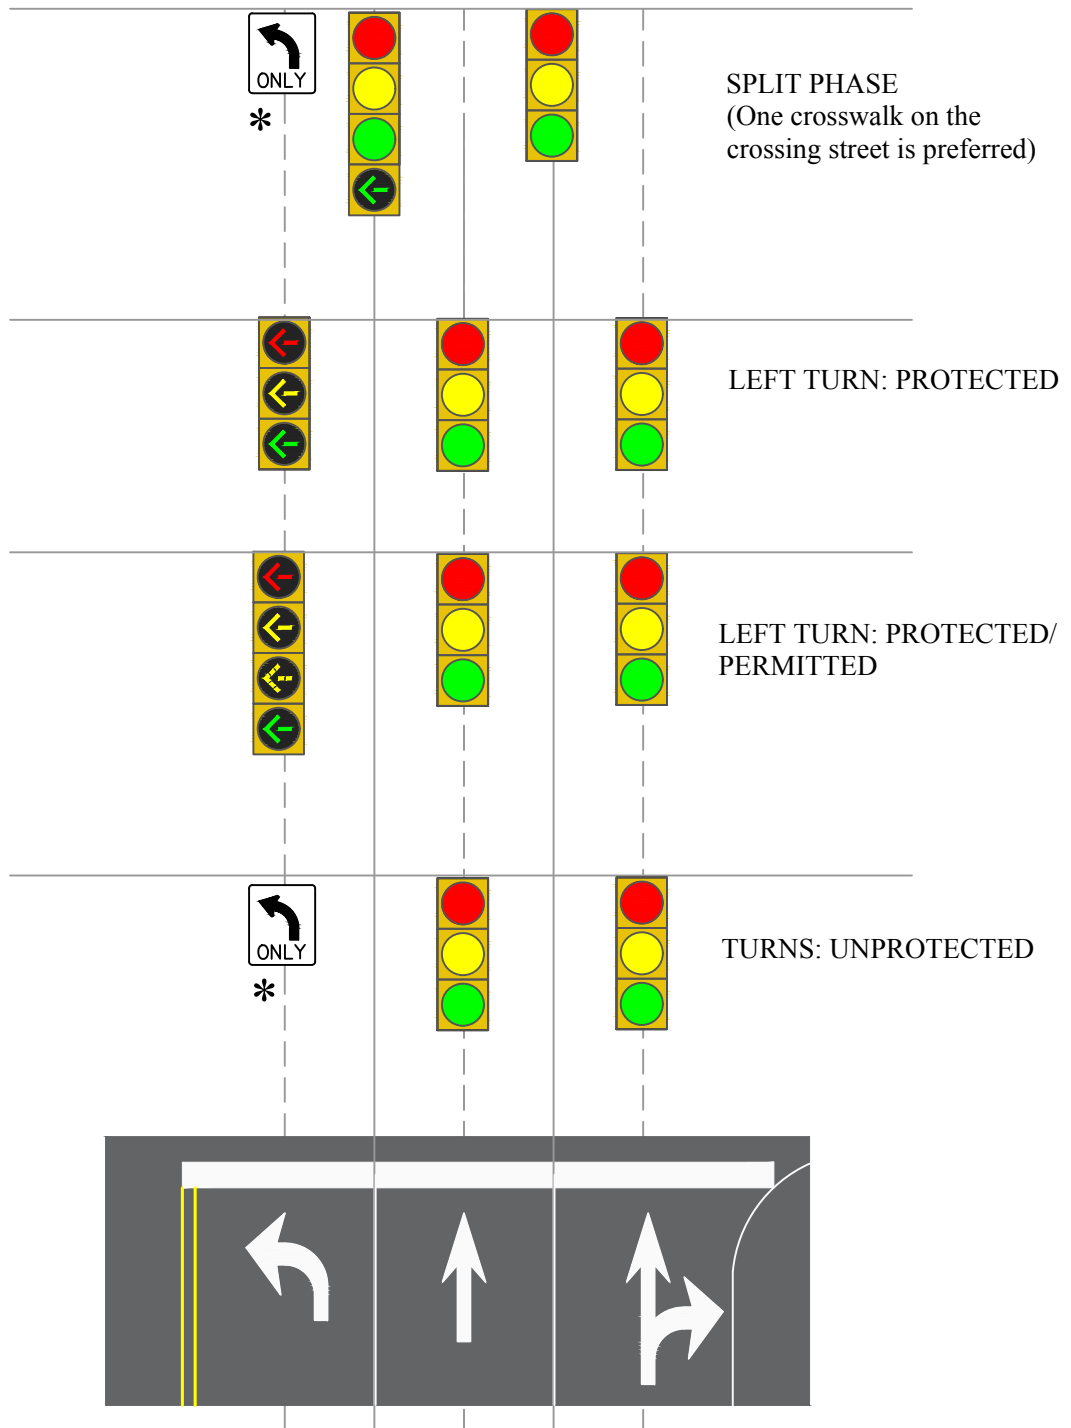 ONLY
*
SPLIT PHASE
(One crosswalk on the
crossing street is preferred)
LEFT TURN: PROTECTED
LEFT TURN: PROTECTED/
PERMITTED
ONLY
*
TURNS: UNPROTECTED